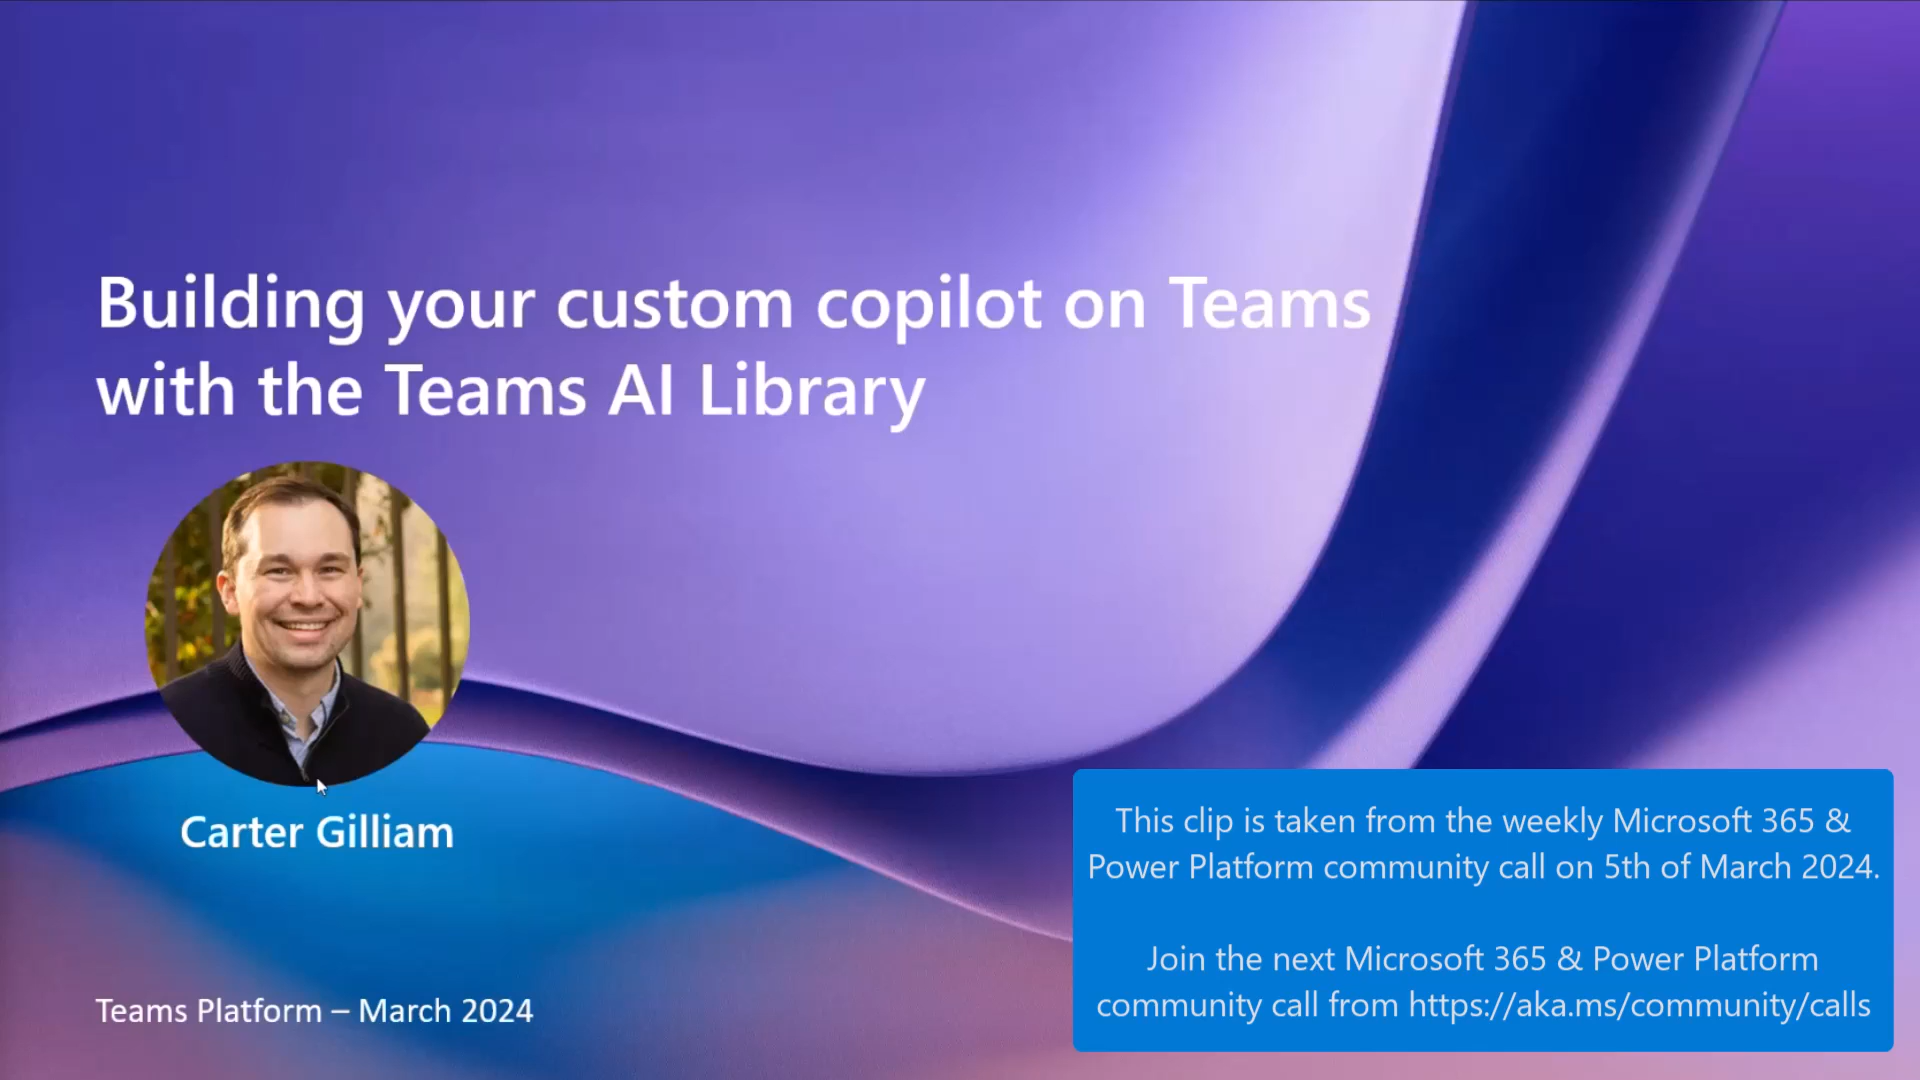 Building your custom copilot on Teams
with the Teams AI Library
Carter Gilliam
Teams Platform – March 2024
This clip is taken from the weekly Microsoft 365 &
Power Platform community call on 5th of March 2024.
Join the next Microsoft 365 & Power Platform
community call from https://aka.ms/community/calls